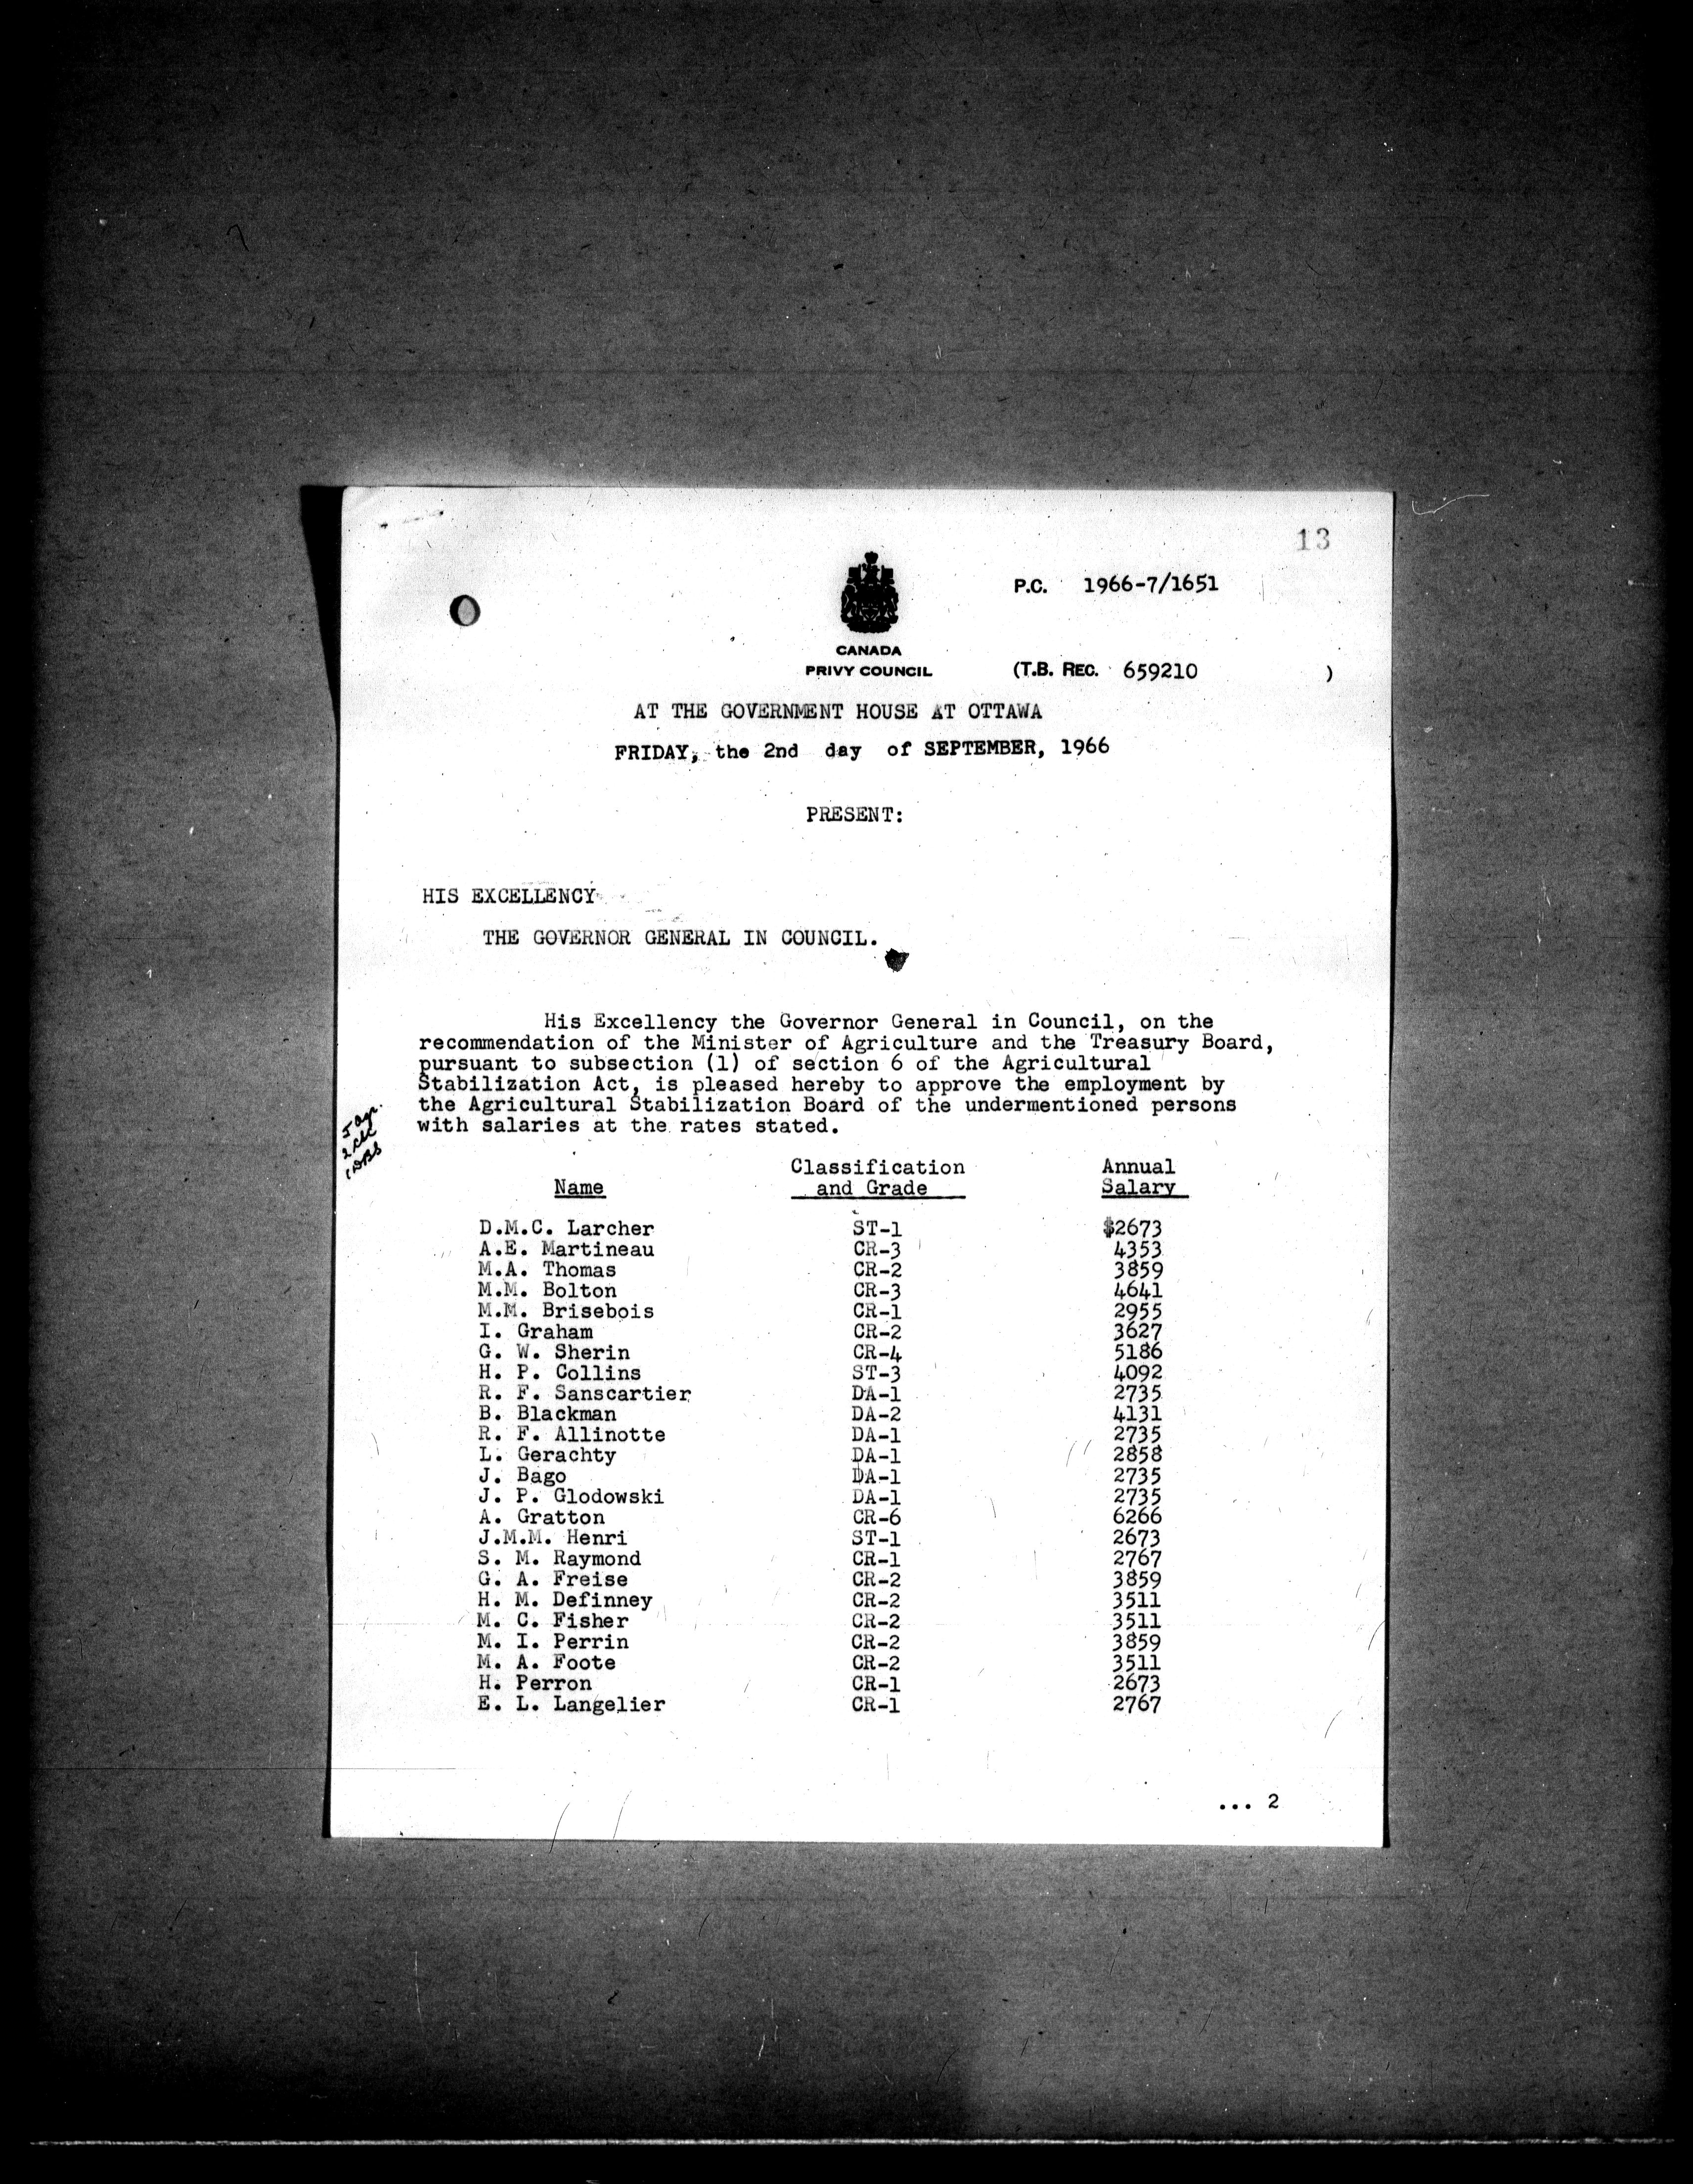 13
P.C. 1966-7/1651
CANADA
PRIVY COUNCIL (T.B. REC. 659210 )
AT THE GOVERNMENT HOUSE AT OTTAWA
FRIDAY, the 2nd day of SEPTEMBER, 1966
PRESENT:
HIS EXCELLENCY
THE GOVERNOR GENERAL IN COUNCIL.
His Excellency the Governor General in Council, on the
recommendation of the Minister of Agriculture and the Treasury Board,
pursuant to subsection (1) of section 6 of the Agricultural
Stabilization Act, is pleased hereby to approve the employment by
the Agricultural Stabilization Board of the undermentioned persons
with salaries at the rates stated.
Classification Annual
Name and Grade Salary
D.M.C. Larcher ST-1 $2673
A.E. Martineau CR-3 4353
M.A. Thomas CR-2 3859
M.M. Bolton CR-3 4641
M.M. Brisebois CR-1 2955
I. Graham CR-2 3627
G. W. Sherin CR-4 5186
H. P. Collins ST-3 4092
R. F. Sanscartier DA-1 2735
B. Blackman DA-2 4131
R. F. Allinotte DA-1 2735
L. Gerachty DA-1 2858
J. Bago DA-1 2735
J. P. Glodowski DA-1 2735
A. Gratton CR-6 6266
J.M.M. Henri ST-1 2673
S. M. Raymond CR-1 2767
G. A. Freise CR-2 3859
H. M. Definney CR-2 3511
M. C. Fisher CR-2 3511
M. I. Perrin CR-2 3859
M. A. Foote CR-2 3511
H. Perron CR-1 2673
E. L. Langelier CR-1 2767
... 2